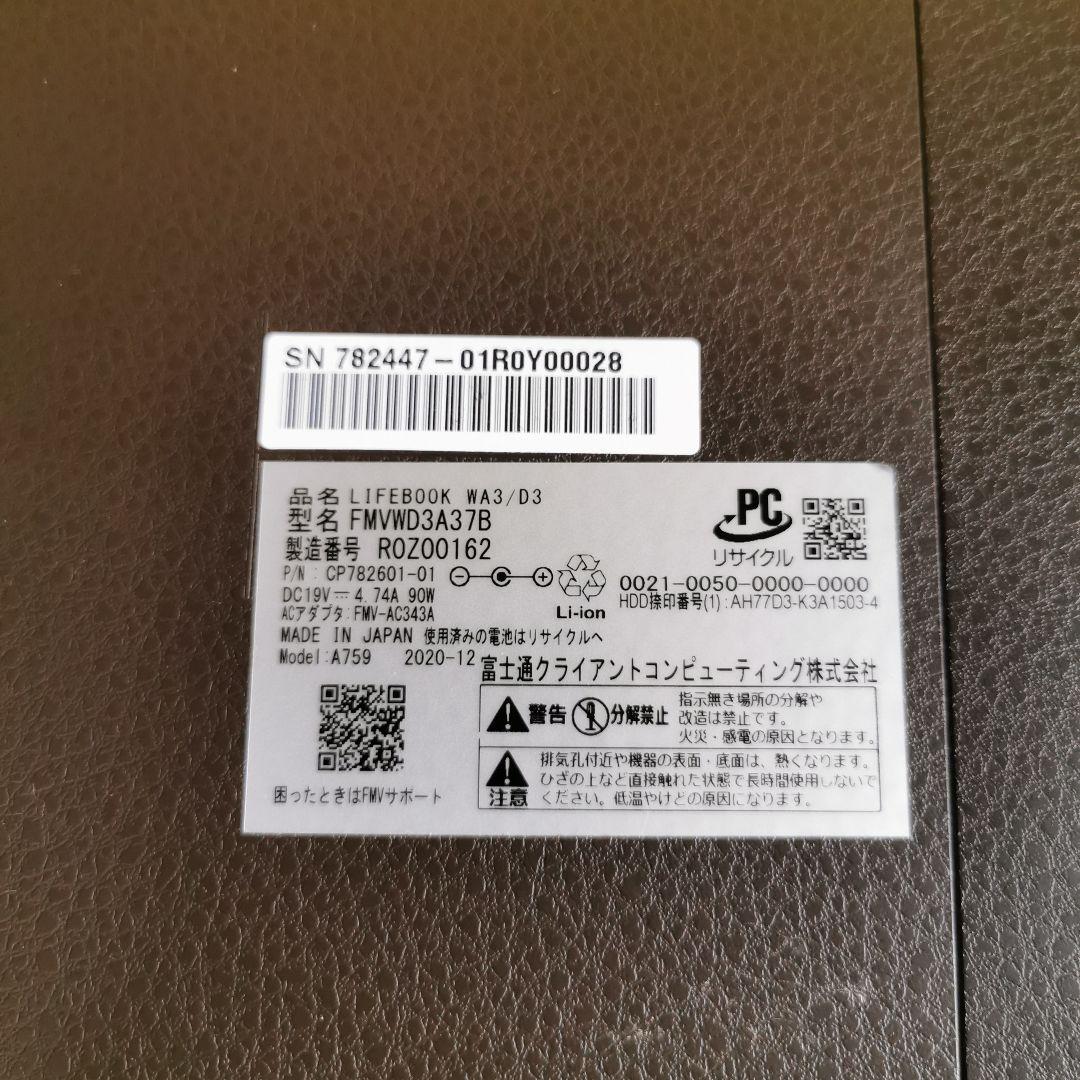 SN 782447-01R0Y00028
品名 LIFEBOOK WA3/D3
型名 FMVWD3A37B
製造番号 R0Z00162
P/N : CP782601-01
DC19V⎓ 4.74A 90W
ACアダプタ:FMV-AC343A
MADE IN JAPAN 使用済みの電池はリサイクルへ
Model:A759 2020-12
Li-ion
PC
リサイクル
0021-0050-0000-0000
HDD捺印番号(1):AH77D3-K3A1503-4
富士通クライアントコンピューティング株式会社
困ったときはFMVサポート
警告 分解禁止
指示無き場所の分解や
改造は禁止です。
火災・感電の原因となります。
注意
排気孔付近や機器の表面・底面は、熱くなります。
ひざの上など直接触れた状態で長時間使用しないで
ください。低温やけどの原因になります。